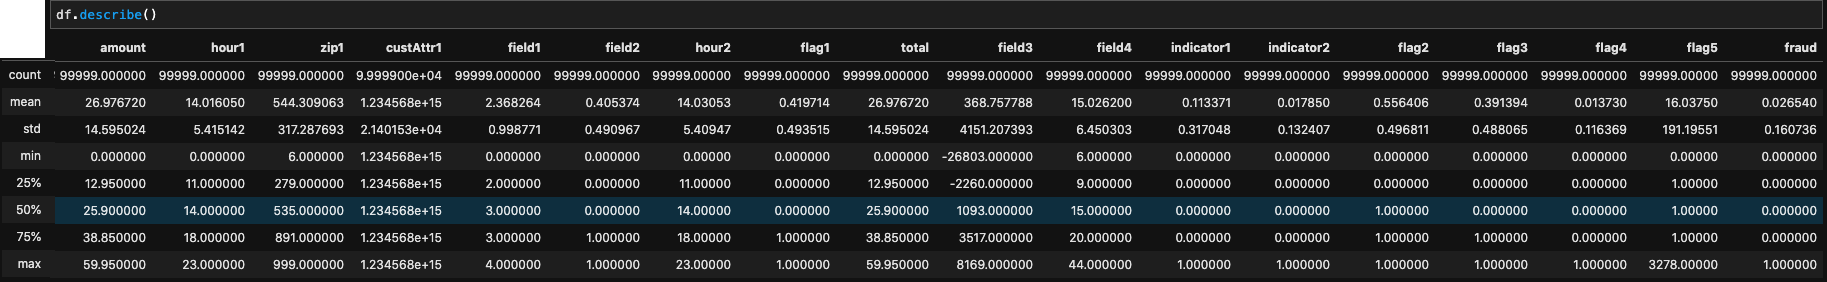 df.describe()
amount hour1 zip1 custAttr1 field1 field2 hour2 flag1 total field3 field4 indicator1 indicator2 flag2 flag3 flag4 flag5 fraud
count 99999.000000 99999.000000 99999.000000 9.999900e+04 99999.000000 99999.000000 99999.00000 99999.000000 99999.000000 99999.000000 99999.000000 99999.000000 99999.000000 99999.000000 99999.000000 99999.000000 99999.00000 99999.000000
mean 26.976720 14.016050 544.309063 1.234568e+15 2.368264 0.405374 14.03053 0.419714 26.976720 368.757788 15.026200 0.113371 0.017850 0.556406 0.391394 0.013730 16.03750 0.026540
std 14.595024 5.415142 317.287693 2.140153e+04 0.998771 0.490967 5.40947 0.493515 14.595024 4151.207393 6.450303 0.317048 0.132407 0.496811 0.488065 0.116369 191.19551 0.160736
min 0.000000 0.000000 6.000000 1.234568e+15 0.000000 0.000000 0.00000 0.000000 0.000000 -26803.000000 6.000000 0.000000 0.000000 0.000000 0.000000 0.000000 0.00000 0.000000
25% 12.950000 11.000000 279.000000 1.234568e+15 2.000000 0.000000 11.00000 0.000000 12.950000 -2260.000000 9.000000 0.000000 0.000000 0.000000 0.000000 0.000000 1.00000 0.000000
50% 25.900000 14.000000 535.000000 1.234568e+15 3.000000 0.000000 14.00000 0.000000 25.900000 1093.000000 15.000000 0.000000 0.000000 1.000000 0.000000 0.000000 1.00000 0.000000
75% 38.850000 18.000000 891.000000 1.234568e+15 3.000000 1.000000 18.00000 1.000000 38.850000 3517.000000 20.000000 0.000000 0.000000 1.000000 1.000000 0.000000 1.00000 0.000000
max 59.950000 23.000000 999.000000 1.234568e+15 4.000000 1.000000 23.00000 1.000000 59.950000 8169.000000 44.000000 1.000000 1.000000 1.000000 1.000000 1.000000 3278.00000 1.000000